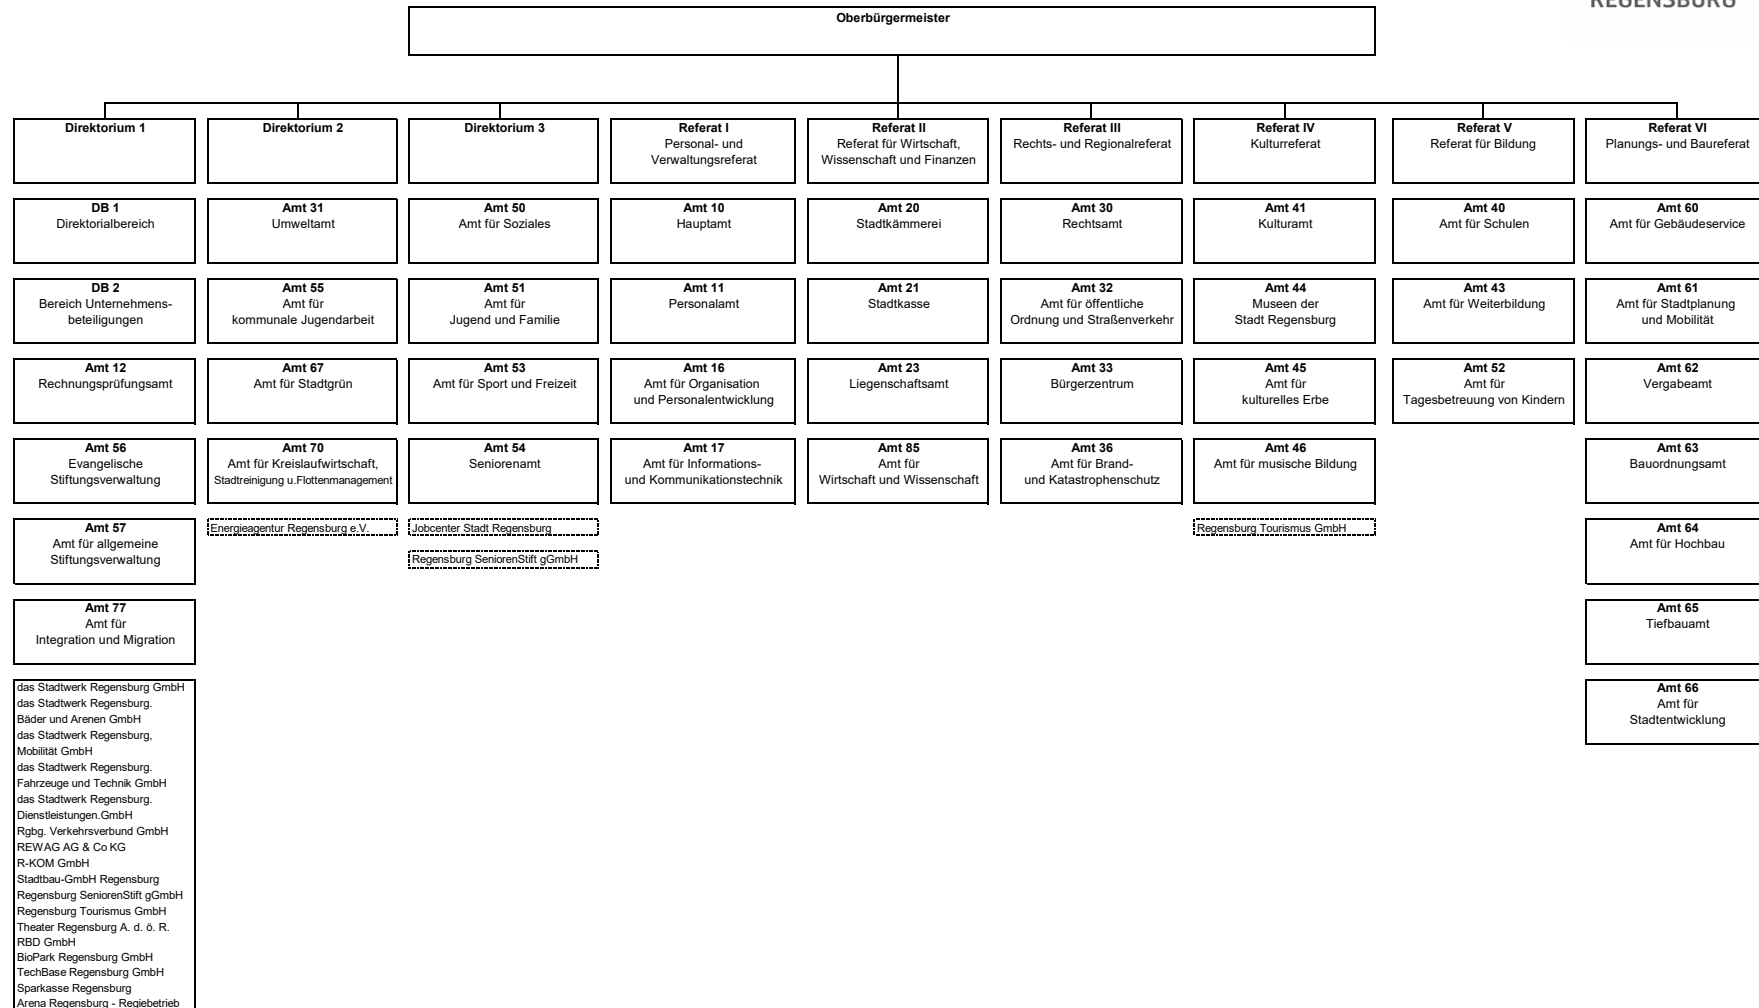 REGENSBURG
Oberbürgermeister
Direktorium 1
DB 1
Direktorialbereich
DB 2
Bereich Unternehmens-
beteiligungen
Amt 12
Rechnungsprüfungsamt
Amt 56
Evangelische
Stiftungsverwaltung
Amt 57
Amt für allgemeine
Stiftungsverwaltung
Amt 77
Amt für
Integration und Migration
das Stadtwerk Regensburg GmbH
das Stadtwerk Regensburg.
Bäder und Arenen GmbH
das Stadtwerk Regensburg,
Mobilität GmbH
das Stadtwerk Regensburg.
Fahrzeuge und Technik GmbH
das Stadtwerk Regensburg.
Dienstleistungen.GmbH
Rgbg. Verkehrsverbund GmbH
REWAG AG & Co KG
R-KOM GmbH
Stadtbau-GmbH Regensburg
Regensburg SeniorenStift gGmbH
Regensburg Tourismus GmbH
Theater Regensburg A. d. ö. R.
RBD GmbH
BioPark Regensburg GmbH
TechBase Regensburg GmbH
Sparkasse Regensburg
Arena Regensburg - Regiebetrieb
Direktorium 2
Amt 31
Umweltamt
Amt 55
Amt für
kommunale Jugendarbeit
Amt 67
Amt für Stadtgrün
Amt 70
Amt für Kreislaufwirtschaft,
Stadtreinigung u.Flottenmanagement
Energieagentur Regensburg e.V.
Direktorium 3
Amt 50
Amt für Soziales
Amt 51
Amt für
Jugend und Familie
Amt 53
Amt für Sport und Freizeit
Amt 54
Seniorenamt
Jobcenter Stadt Regensburg
Regensburg SeniorenStift gGmbH
Referat I
Personal- und
Verwaltungsreferat
Amt 10
Hauptamt
Amt 11
Personalamt
Amt 16
Amt für Organisation
und Personalentwicklung
Amt 17
Amt für Informations-
und Kommunikationstechnik
Referat II
Referat für Wirtschaft,
Wissenschaft und Finanzen
Amt 20
Stadtkämmerei
Amt 21
Stadtkasse
Amt 23
Liegenschaftsamt
Amt 85
Amt für
Wirtschaft und Wissenschaft
Referat III
Rechts- und Regionalreferat
Amt 30
Rechtsamt
Amt 32
Amt für öffentliche
Ordnung und Straßenverkehr
Amt 33
Bürgerzentrum
Amt 36
Amt für Brand-
und Katastrophenschutz
Referat IV
Kulturreferat
Amt 41
Kulturamt
Amt 44
Museen der
Stadt Regensburg
Amt 45
Amt für
kulturelles Erbe
Amt 46
Amt für musische Bildung
Regensburg Tourismus GmbH
Referat V
Referat für Bildung
Amt 40
Amt für Schulen
Amt 43
Amt für Weiterbildung
Amt 52
Amt für
Tagesbetreuung von Kindern
Referat VI
Planungs- und Baureferat
Amt 60
Amt für Gebäudeservice
Amt 61
Amt für Stadtplanung
und Mobilität
Amt 62
Vergabeamt
Amt 63
Bauordnungsamt
Amt 64
Amt für Hochbau
Amt 65
Tiefbauamt
Amt 66
Amt für
Stadtentwicklung